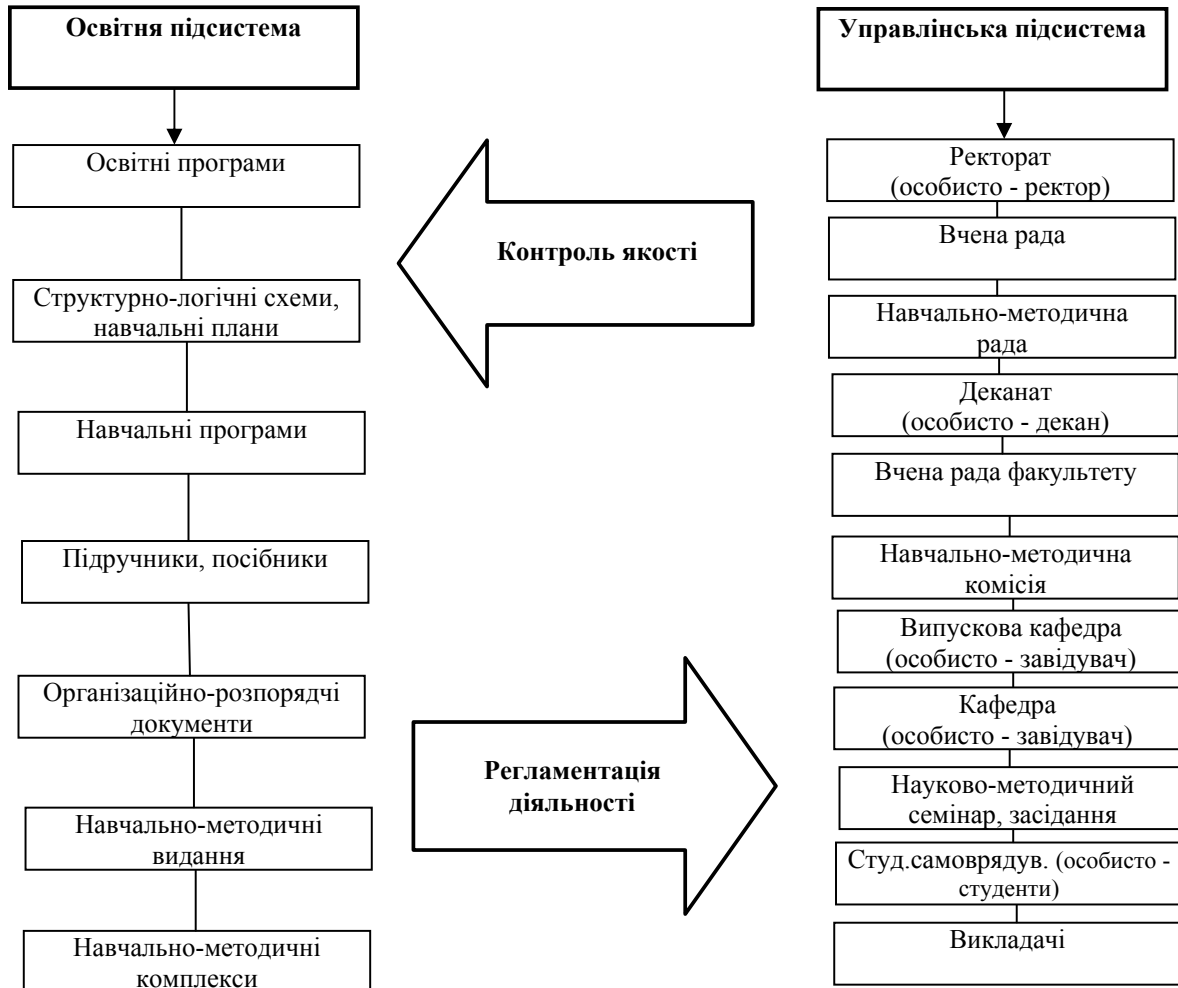 Освітня підсистема
Освітні програми
Структурно-логічні схеми,
навчальні плани
Навчальні програми
Підручники, посібники
Організаційно-розпорядчі
документи
Навчально-методичні
видання
Навчально-методичні
комплекси
Контроль якості
Регламентація
діяльності
Управлінська підсистема
Ректорат
(особисто - ректор)
Вчена рада
Навчально-методична
рада
Деканат
(особисто - декан)
Вчена рада факультету
Навчально-методична
комісія
Випускова кафедра
(особисто - завідувач)
Кафедра
(особисто - завідувач)
Науково-методичний
семінар, засідання
Студ.самоврядув. (особисто -
студенти)
Викладачі